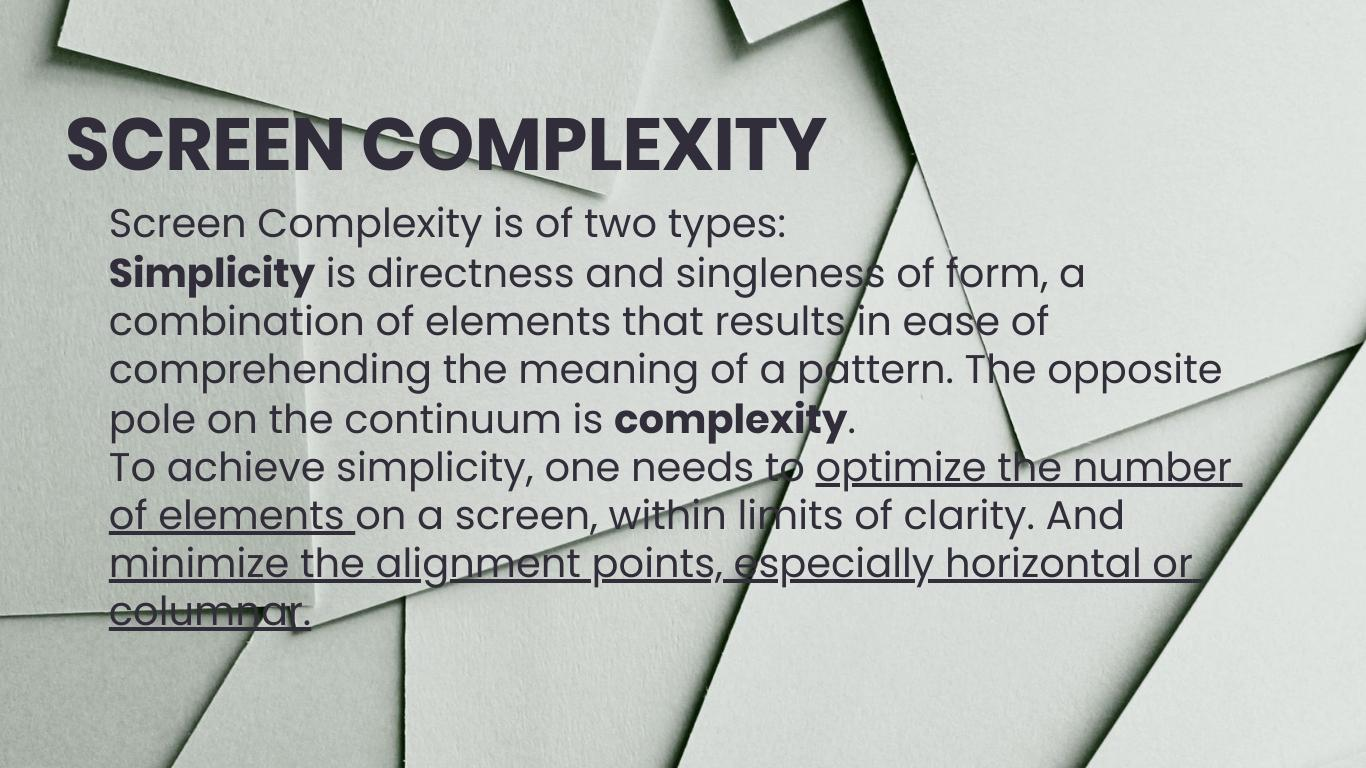 SCREEN COMPLEXITY
Screen Complexity is of two types:
Simplicity is directness and singleness of form, a
combination of elements that results in ease of
comprehending the meaning of a pattern. The opposite
pole on the continuum is complexity.
To achieve simplicity, one needs to optimize the number
of elements on a screen, within limits of clarity. And
minimize the alignment points, especially horizontal or
columnar.